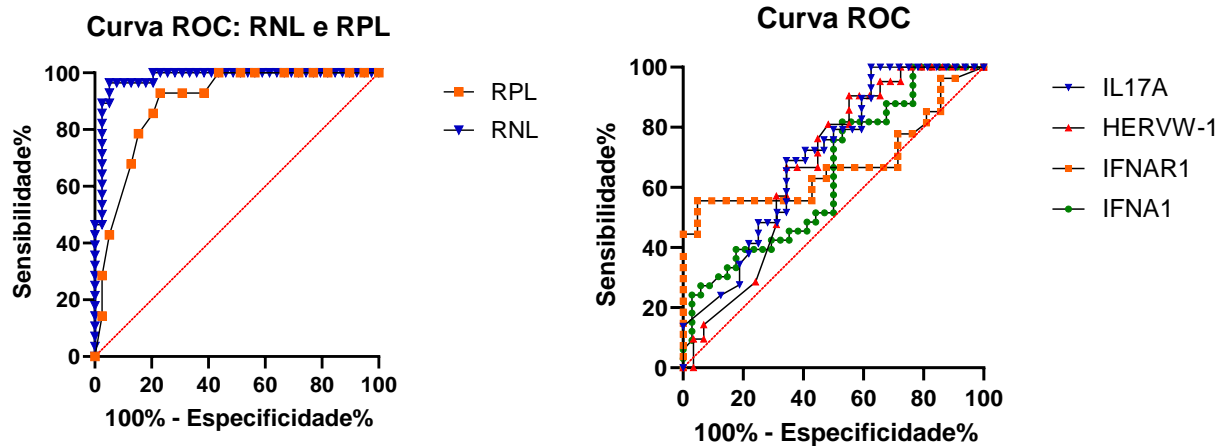 Curva ROC: RNL e RPL
Sensibilidade%
100
80
60
40
20
0
0 20 40 60 80 100
100% - Especificidade%
RPL
RNL
Curva ROC
Sensibilidade%
100
80
60
40
20
0
0 20 40 60 80 100
100% - Especificidade%
IL17A
HERVW-1
IFNAR1
IFNA1